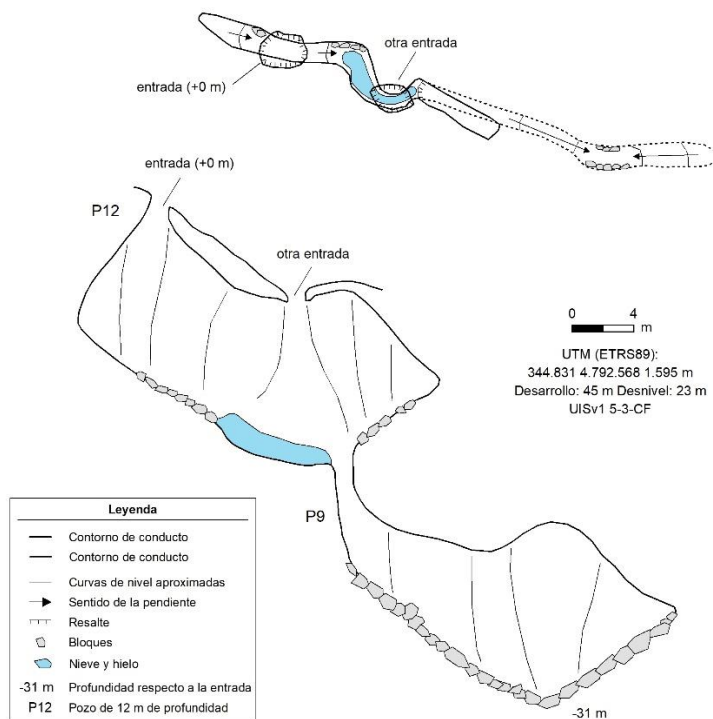 otra entrada
entrada (+0 m)
entrada (+0 m)
P12
otra entrada
0 4
m
UTM (ETRS89):
344.831 4.792.568 1.595 m
Desarrollo: 45 m Desnivel: 23 m
UISv1 5-3-CF
P9
Leyenda
Contorno de conducto
Contorno de conducto
Curvas de nivel aproximadas
Sentido de la pendiente
Resalte
Bloques
Nieve y hielo
-31 m Profundidad respecto a la entrada
P12 Pozo de 12 m de profundidad
-31 m